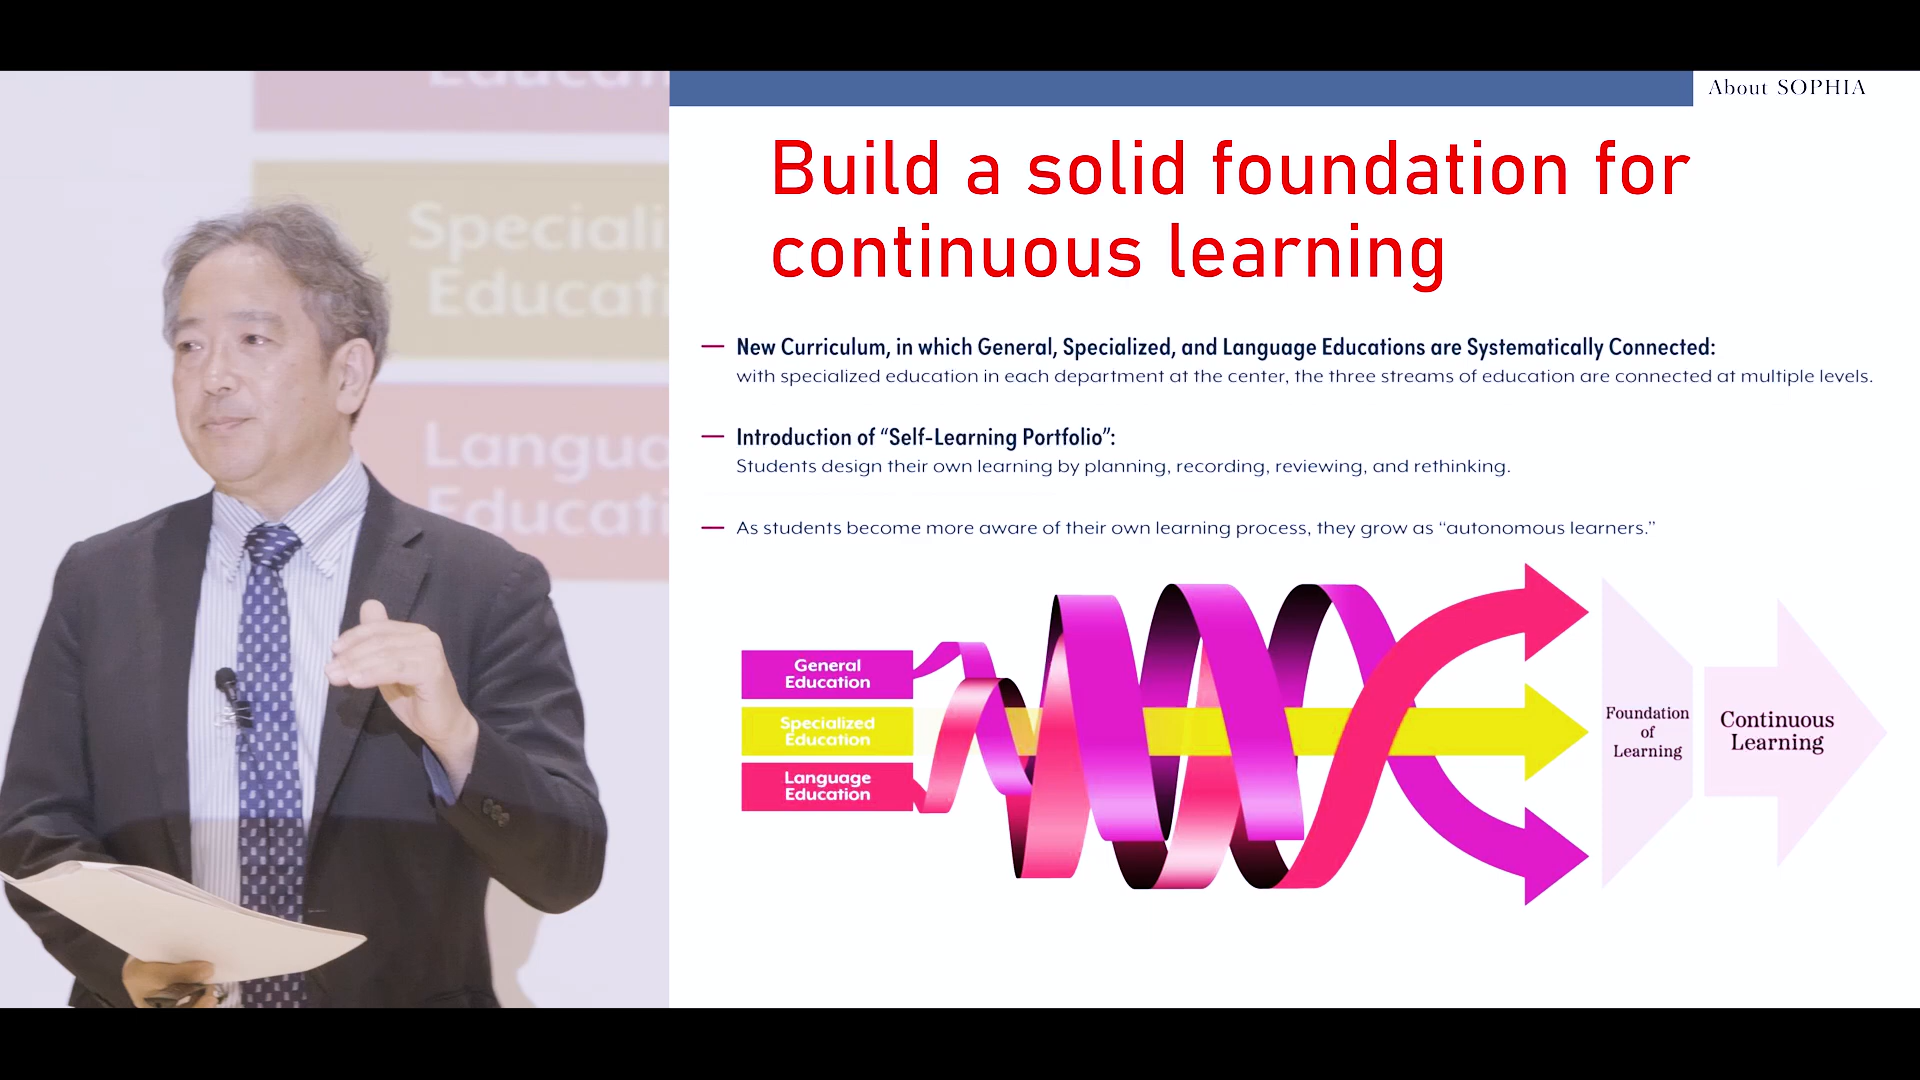 About SOPHIA
Build a solid foundation for
continuous learning
— New Curriculum, in which General, Specialized, and Language Educations are Systematically Connected:
with specialized education in each department at the center, the three streams of education are connected at multiple levels.
— Introduction of “Self-Learning Portfolio”:
Students design their own learning by planning, recording, reviewing, and rethinking.
— As students become more aware of their own learning process, they grow as “autonomous learners.”
General
Education
Specialized
Education
Language
Education
Foundation
of
Learning
Continuous
Learning